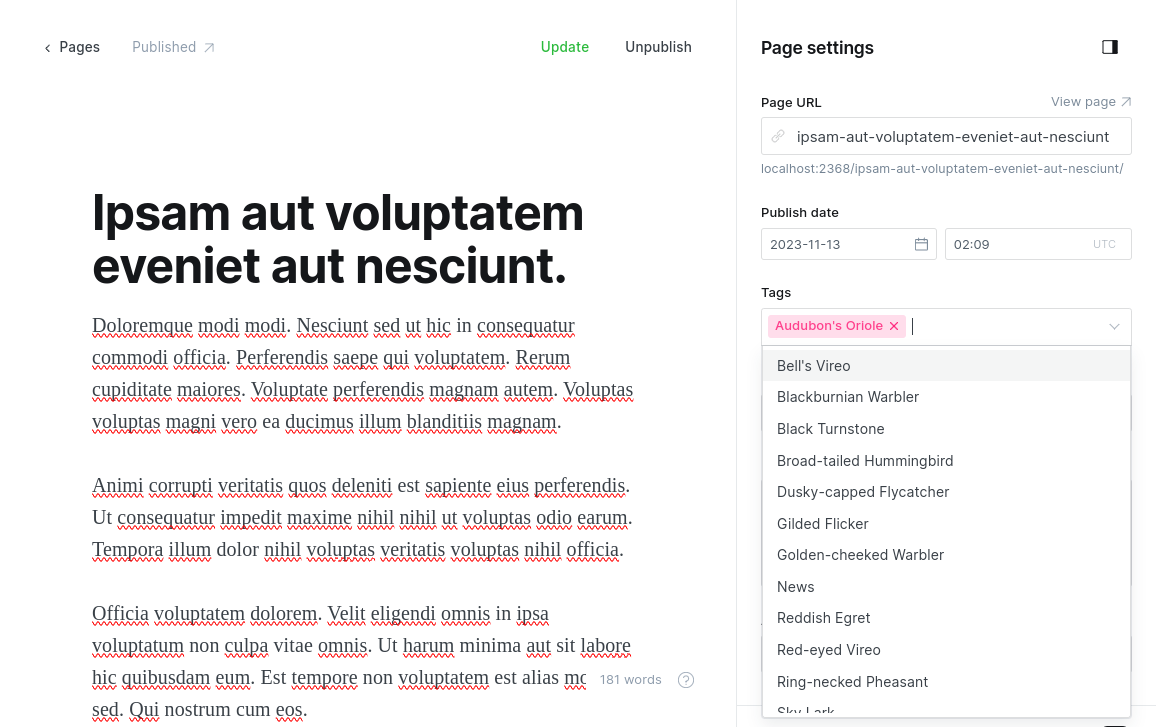 Pages
Published
Update
Unpublish
Ipsam aut voluptatem
eveniet aut nesciunt.
Doloremque modi modi. Nesciunt sed ut hic in consequatur
commodi officia. Perferendis saepe qui voluptatem. Rerum
cupiditate maiores. Voluptate perferendis magnam autem. Voluptas
voluptas magni vero ea ducimus illum blanditiis magnam.
Animi corrupti veritatis quos deleniti est sapiente eius perferendis.
Ut consequatur impedit maxime nihil nihil ut voluptas odio earum.
Tempora illum dolor nihil voluptas veritatis voluptas nihil officia.
Officia voluptatem dolorem. Velit eligendi omnis in ipsa
voluptatum non culpa vitae omnis. Ut harum minima aut sit labore
hic quibusdam eum. Est tempore non voluptatem est alias
sed. Qui nostrum cum eos.
181 words
?
Page settings
Page URL
View page
ipsam-aut-voluptatem-eveniet-aut-nesciunt
localhost:2368/ipsam-aut-voluptatem-eveniet-aut-nesciunt/
Publish date
2023-11-13
02:09
UTC
Tags
Audubon's Oriole
Bell's Vireo
Blackburnian Warbler
Black Turnstone
Broad-tailed Hummingbird
Dusky-capped Flycatcher
Gilded Flicker
Golden-cheeked Warbler
News
Reddish Egret
Red-eyed Vireo
Ring-necked Pheasant
Sky Lark